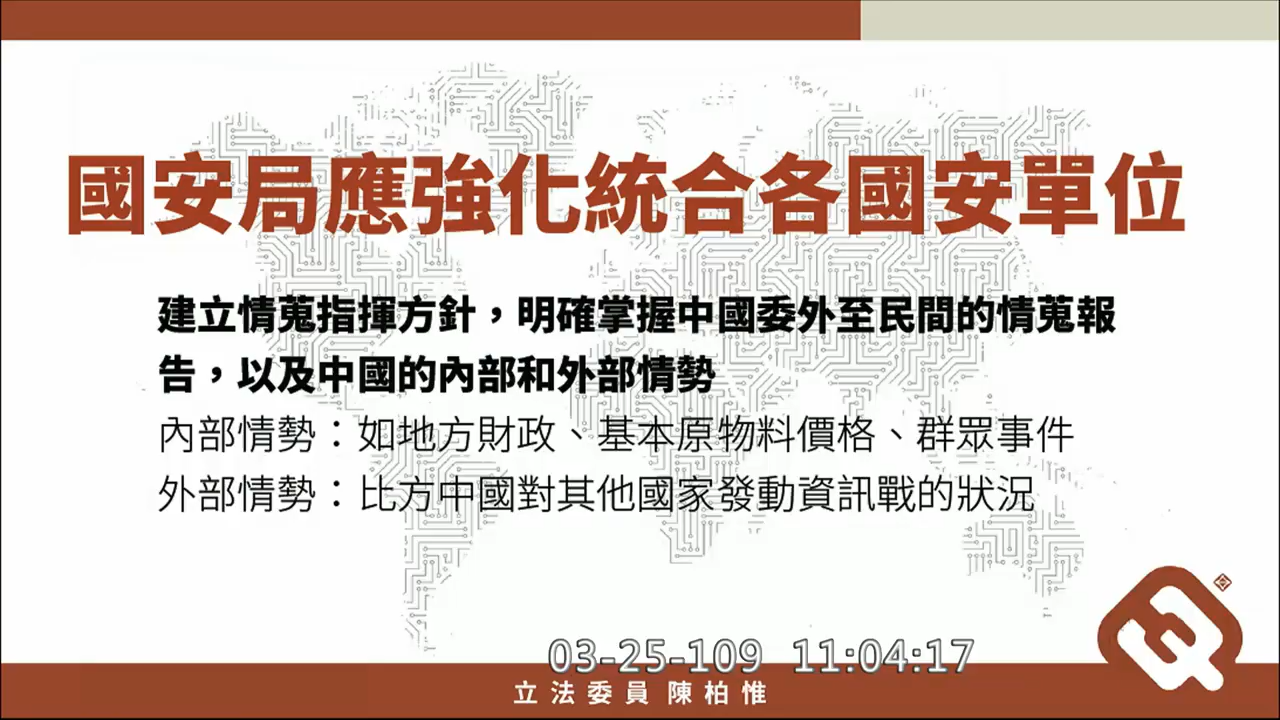 國安局應強化統合各國安單位
建立情蒐指揮方針，明確掌握中國委外至民間的情蒐報
告，以及中國的內部和外部情勢
內部情勢：如地方財政、基本原物料價格、群眾事件
外部情勢：比方中國對其他國家發動資訊戰的狀況
03-25-109 11:04:17
立法委員 陳柏惟